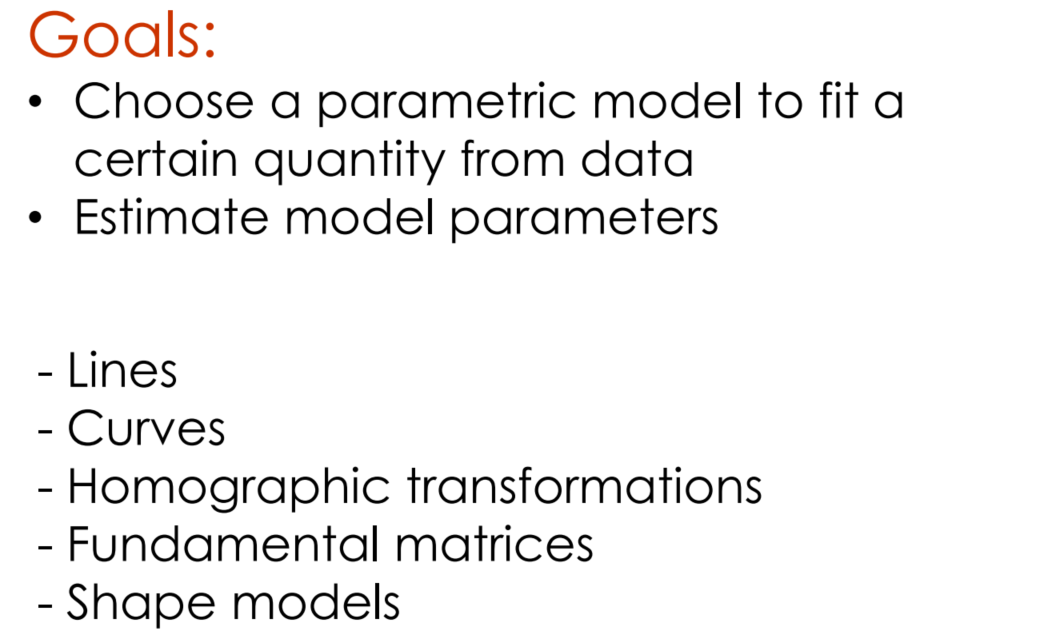 Goals:
• Choose a parametric model to fit a
certain quantity from data
• Estimate model parameters
- Lines
- Curves
- Homographic transformations
- Fundamental matrices
- Shape models